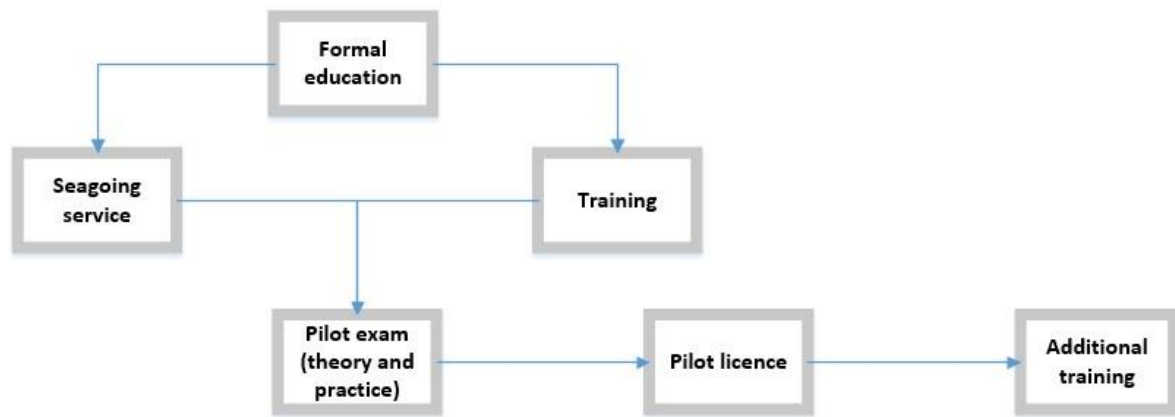 Formal
education
Seagoing
service
Training
Pilot exam
(theory and
practice)
Pilot licence
Additional
training